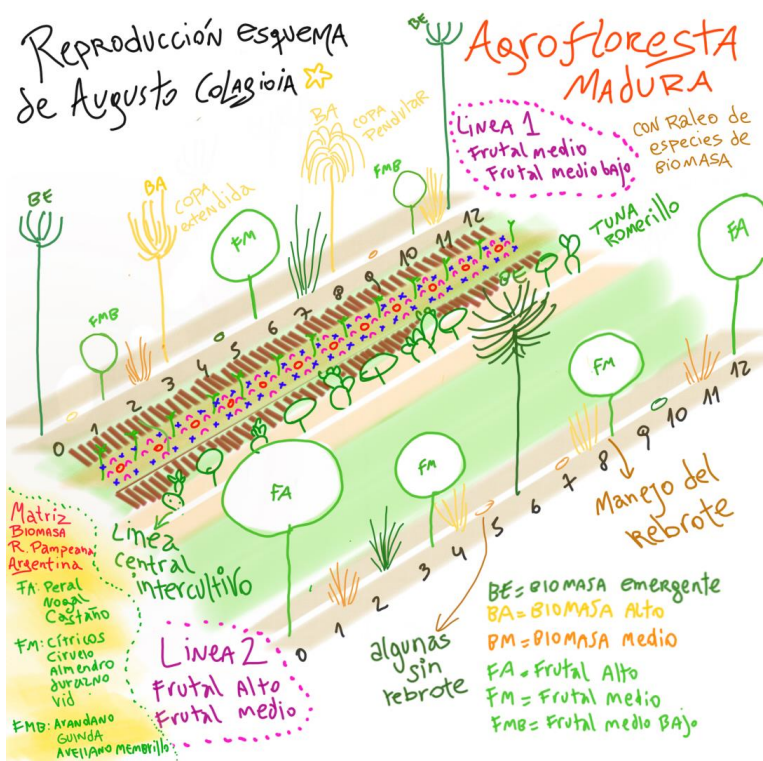 Reproducción esquema
de Augusto Colagioia
Agrofloresta
Madura
con Raleo de
especies de
Biomasa
Línea 1
Frutal medio
Frutal medio bajo
BE
BA
copa
Pendular
FMB
BE
BA
copa
extendida
FM
FMB
Tuna
Romerillo
FA
0
1
2
3
4
5
6
7
8
9
10
11
12
BE
FM
FA
FM
Línea
central
intercultivo
0
1
2
3
4
5
6
7
8
9
10
11
12
Manejo del
Rebrote
algunas
sin
rebrote
Matriz
Biomasa
R. Pampeana
Argentina
FA: Peral
Nogal
Castaño
FM: Cítricos
Ciruelo
Almendro
durazno
Vid
FMB: Arandano
Guinda
Avellano Membrillo
Línea 2
Frutal Alto
Frutal medio
BE= Biomasa emergente
BA= Biomasa Alto
BM= Biomasa Medio
FA = Frutal Alto
FM = Frutal medio
FMB= Frutal medio Bajo